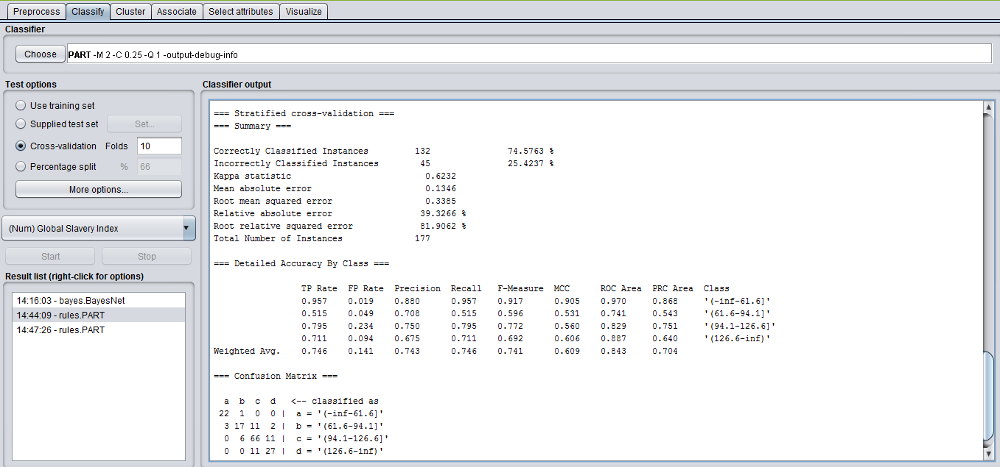 Preprocess Classify Cluster Associate Select attributes Visualize
Classifier
Choose PART -M 2 -C 0.25 -Q 1 -output-debug-info
Test options
Use training set
Supplied test set Set...
Cross-validation Folds 10
Percentage split % 66
More options...
(Num) Global Slavery Index
Start Stop
Result list (right-click for options)
14:16:03 - bayes.BayesNet
14:44:09 - rules.PART
14:47:26 - rules.PART
Classifier output
=== Stratified cross-validation ===
=== Summary ===
Correctly Classified Instances 132 74.5763 %
Incorrectly Classified Instances 45 25.4237 %
Kappa statistic 0.6232
Mean absolute error 0.1346
Root mean squared error 0.3385
Relative absolute error 39.3266 %
Root relative squared error 81.9062 %
Total Number of Instances 177
=== Detailed Accuracy By Class ===
TP Rate FP Rate Precision Recall F-Measure MCC ROC Area PRC Area Class
0.957 0.019 0.880 0.957 0.917 0.905 0.970 0.868 '(-inf-61.6]'
0.515 0.049 0.708 0.515 0.596 0.531 0.741 0.543 '(61.6-94.1]'
0.795 0.234 0.750 0.795 0.772 0.560 0.829 0.751 '(94.1-126.6]'
0.711 0.094 0.675 0.711 0.692 0.606 0.887 0.640 '(126.6-inf)'
Weighted Avg. 0.746 0.141 0.743 0.746 0.741 0.609 0.843 0.704
=== Confusion Matrix ===
a b c d <-- classified as
22 1 0 0 | a = '(-inf-61.6]'
3 17 11 2 | b = '(61.6-94.1]'
0 6 66 11 | c = '(94.1-126.6]'
0 0 11 27 | d = '(126.6-inf)'